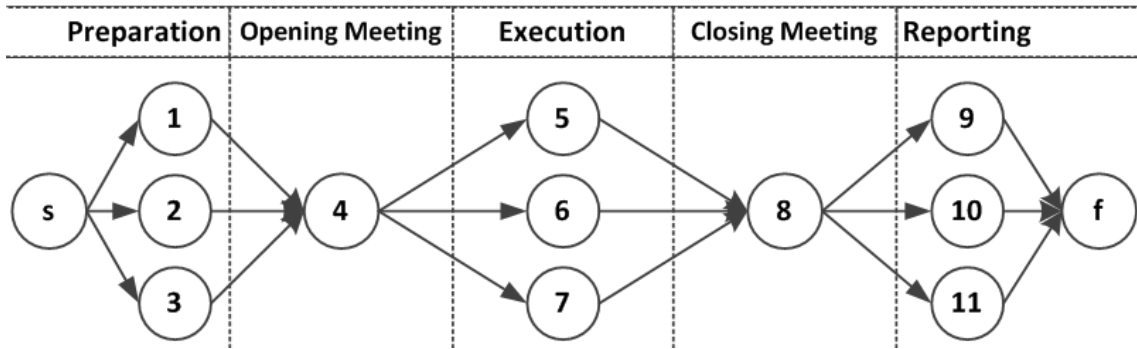 Preparation Opening Meeting Execution Closing Meeting Reporting
1 5 9
s 2 4 6 8 10 f
3 7 11